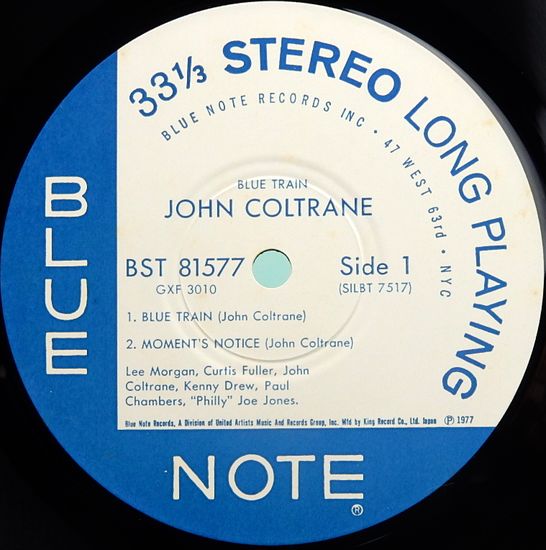 33⅓ STEREO LONG PLAYING
BLUE NOTE RECORDS INC • 47 WEST 63rd • NYC
BLUE TRAIN
JOHN COLTRANE
BST 81577
Side 1
GXF 3010
(SILBT 7517)
1. BLUE TRAIN (John Coltrane)
2. MOMENT'S NOTICE (John Coltrane)
Lee Morgan, Curtis Fuller, John
Coltrane, Kenny Drew, Paul
Chambers, "Philly" Joe Jones.
Blue Note Records, A Division of United Artists Music And Records Group, Inc. Mfd by King Record Co., Ltd. Japan Ⓟ 1977
BLUE
NOTE®